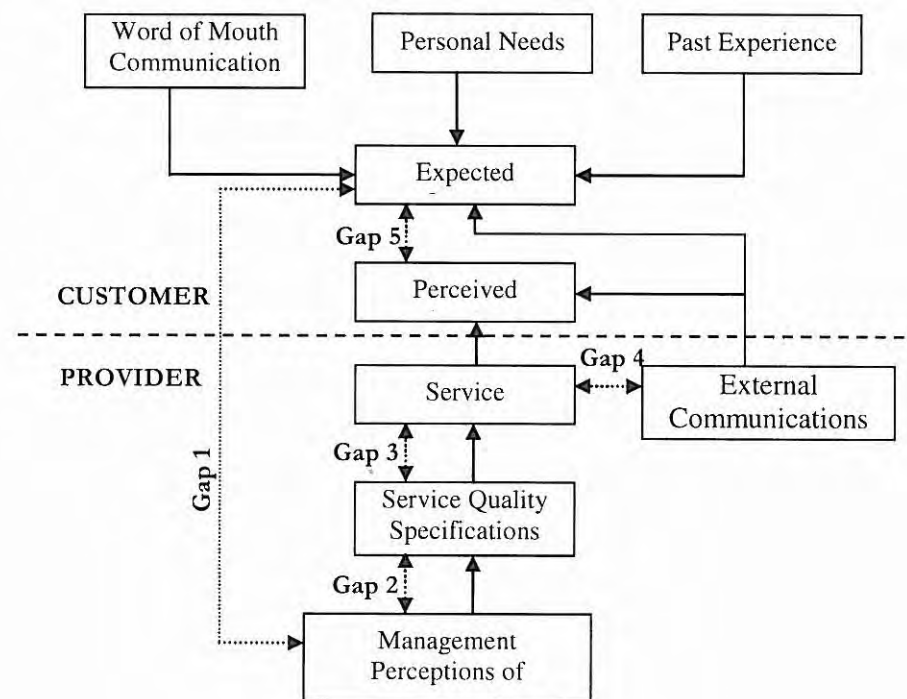 Word of Mouth
Communication
Personal Needs
Past Experience
Expected
Gap 5
Perceived
CUSTOMER
PROVIDER
Gap 4
Service
External
Communications
Gap 3
Gap 1
Service Quality
Specifications
Gap 2
Management
Perceptions of